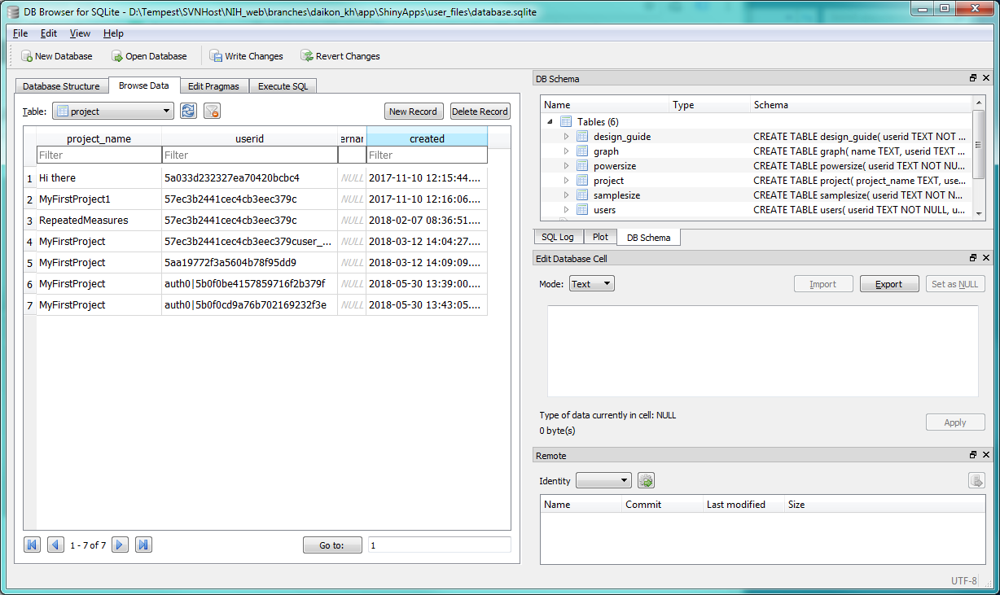 DB Browser for SQLite - D:\Tempest\SVNHost\NIH_web\branches\daikon_kh\app\ShinyApps\user_files\database.sqlite
File Edit View Help
New Database Open Database Write Changes Revert Changes
Database Structure Browse Data Edit Pragmas Execute SQL
Table: project New Record Delete Record
project_name userid ernar created
Filter Filter Filter
1 Hi there 5a033d232327ea70420bcbc4 NULL 2017-11-10 12:15:44....
2 MyFirstProject1 57ec3b2441cec4cb3eec379c NULL 2017-11-10 12:16:06....
3 RepeatedMeasures 57ec3b2441cec4cb3eec379c NULL 2018-02-07 08:36:51....
4 MyFirstProject 57ec3b2441cec4cb3eec379cuser_... NULL 2018-03-12 14:04:27....
5 MyFirstProject 5aa19772f3a5604b78f95dd9 NULL 2018-03-12 14:09:09....
6 MyFirstProject auth0|5b0f0be4157859716f2b379f NULL 2018-05-30 13:39:00....
7 MyFirstProject auth0|5b0f0cd9a76b702169232f3e NULL 2018-05-30 13:43:05....
1 - 7 of 7 Go to: 1
DB Schema
Name Type Schema
Tables (6)
design_guide CREATE TABLE design_guide( userid TEXT NOT ...
graph CREATE TABLE graph( name TEXT, userid TEXT ...
powersize CREATE TABLE powersize( userid TEXT NOT NU...
project CREATE TABLE project( project_name TEXT, use...
samplesize CREATE TABLE samplesize( userid TEXT NOT N...
users CREATE TABLE users( userid TEXT NOT NULL, u...
SQL Log Plot DB Schema
Edit Database Cell
Mode: Text Import Export Set as NULL
Type of data currently in cell: NULL
0 byte(s)
Apply
Remote
Identity
Name Commit Last modified Size
UTF-8